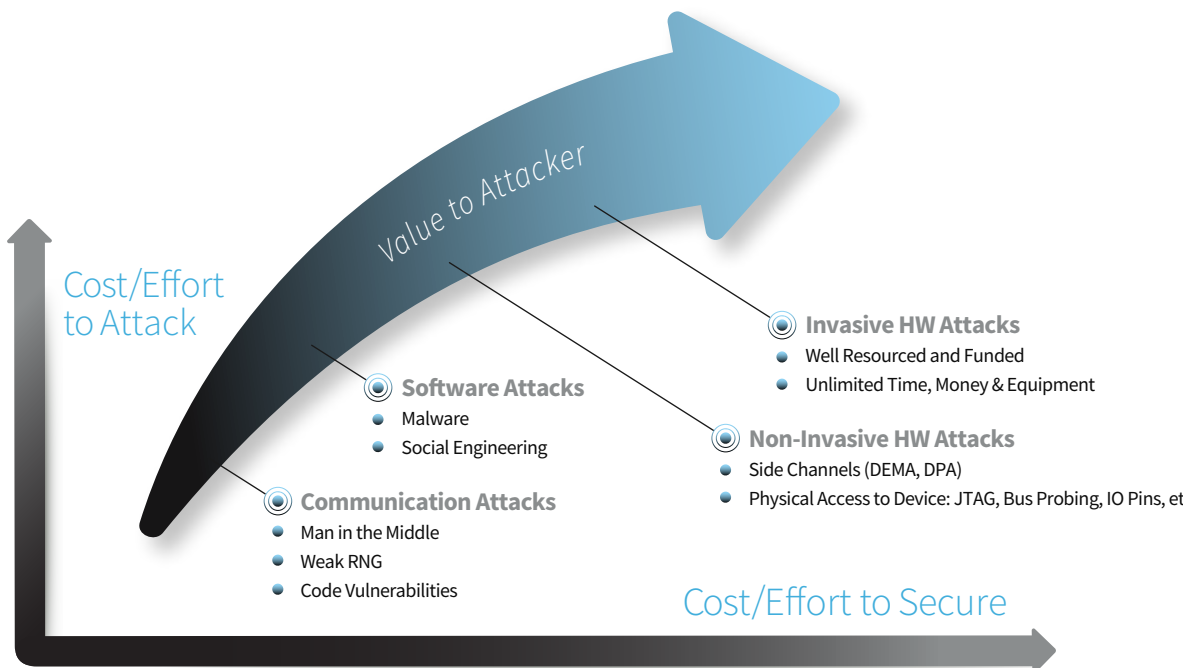 Value to Attacker
Cost/Effort
to Attack
Invasive HW Attacks
Well Resourced and Funded
Unlimited Time, Money & Equipment
Software Attacks
Malware
Social Engineering
Non-Invasive HW Attacks
Side Channels (DEMA, DPA)
Physical Access to Device: JTAG, Bus Probing, IO Pins, et
Communication Attacks
Man in the Middle
Weak RNG
Code Vulnerabilities
Cost/Effort to Secure